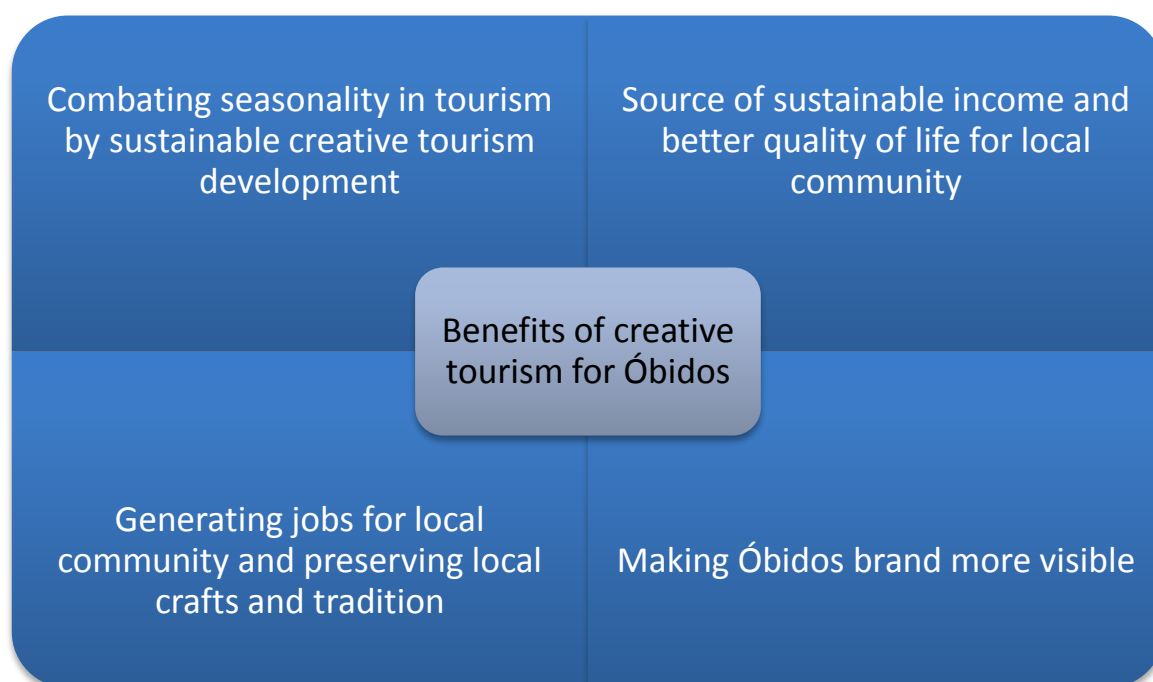 Combating seasonality in tourism
by sustainable creative tourism
development
Source of sustainable income and
better quality of life for local
community
Benefits of creative
tourism for Óbidos
Generating jobs for local
community and preserving local
crafts and tradition
Making Óbidos brand more visible